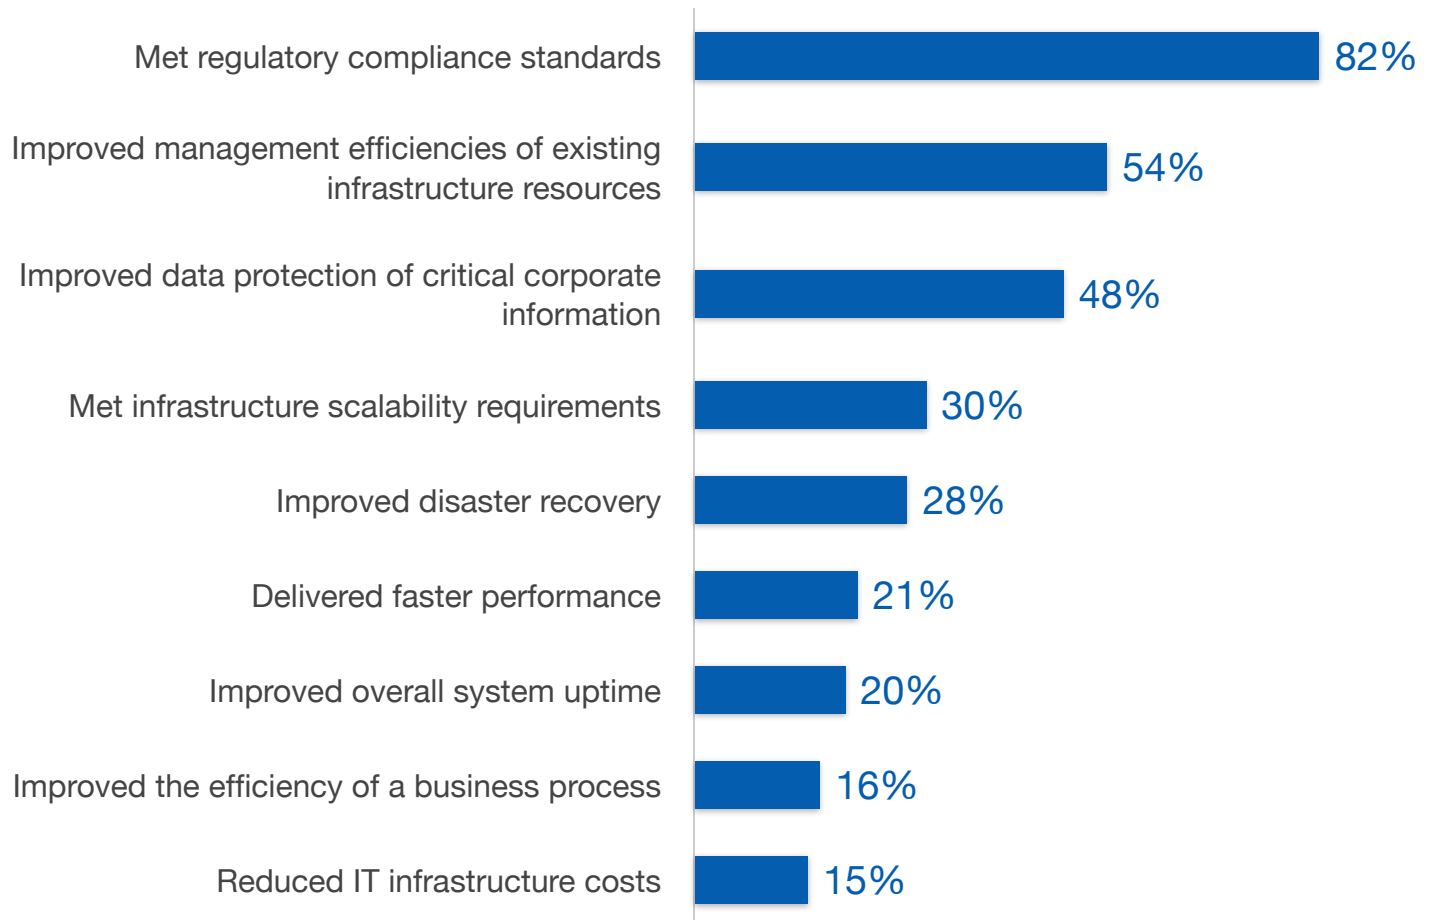 Met regulatory compliance standards 82%
Improved management efficiencies of existing
infrastructure resources
54%
Improved data protection of critical corporate
information
48%
Met infrastructure scalability requirements 30%
Improved disaster recovery 28%
Delivered faster performance 21%
Improved overall system uptime 20%
Improved the efficiency of a business process 16%
Reduced IT infrastructure costs 15%